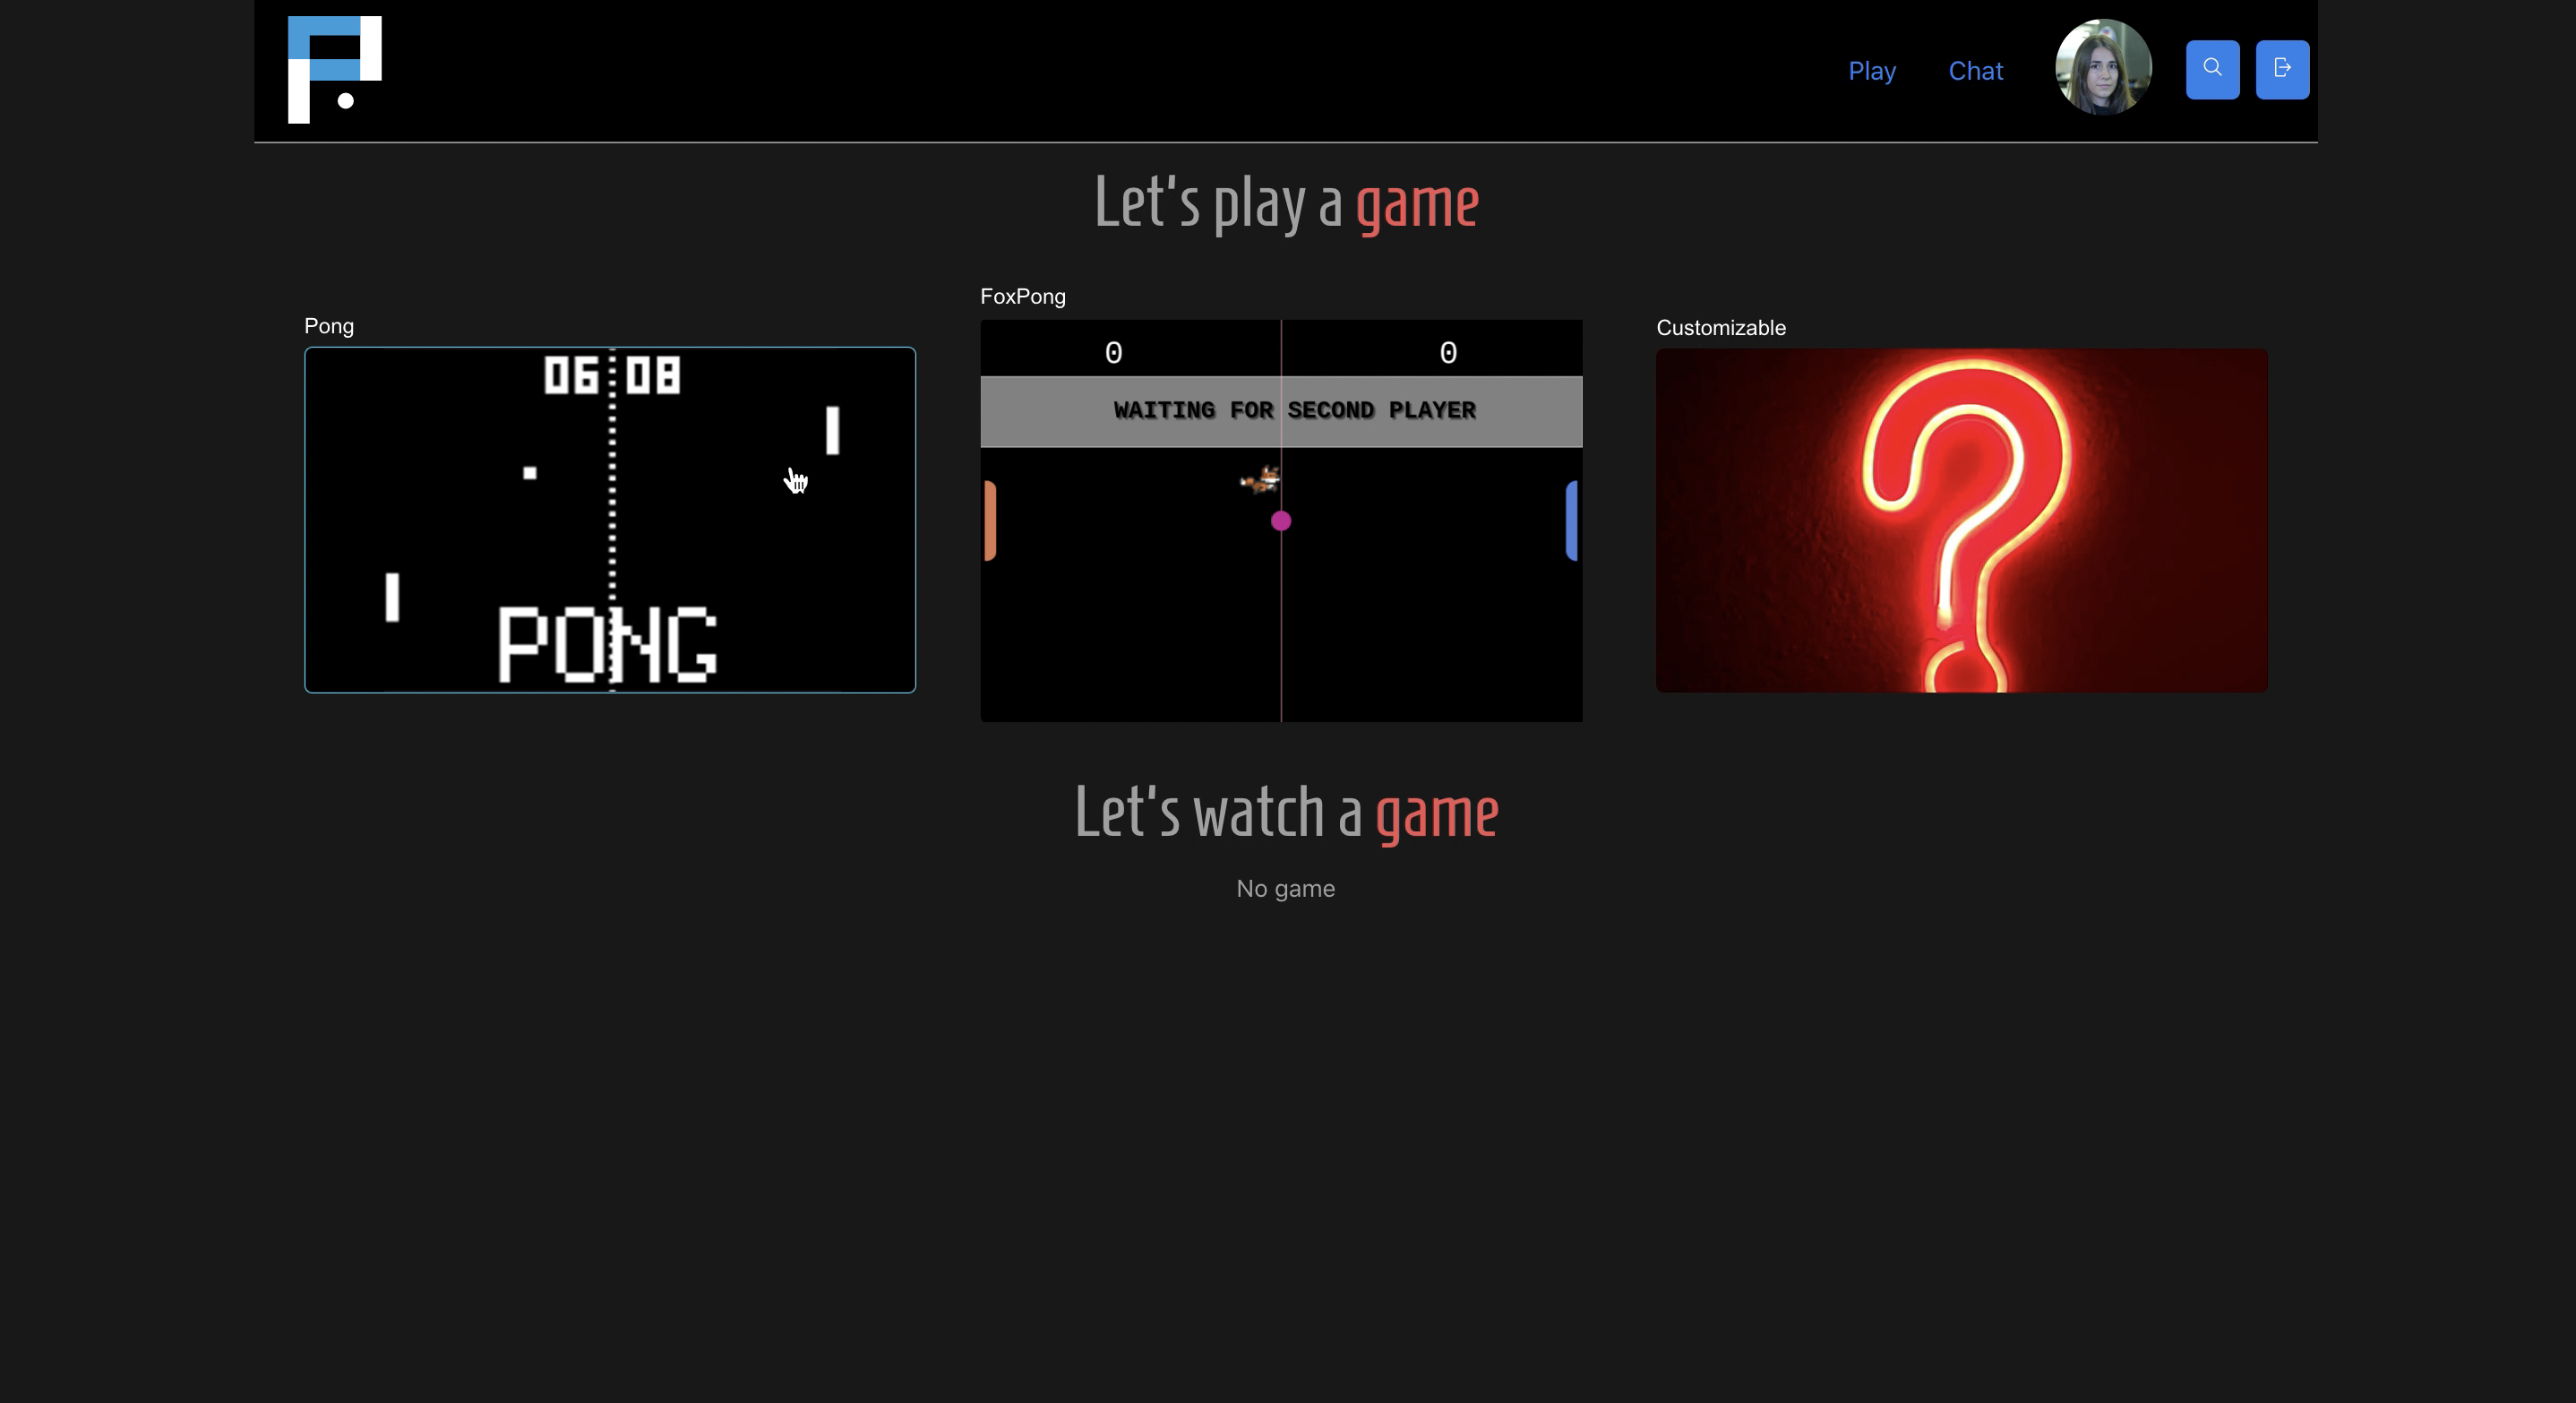 Play
Chat
Let's play a game
Pong
06 08
PONG
FoxPong
0 0
WAITING FOR SECOND PLAYER
Customizable
Let's watch a game
No game